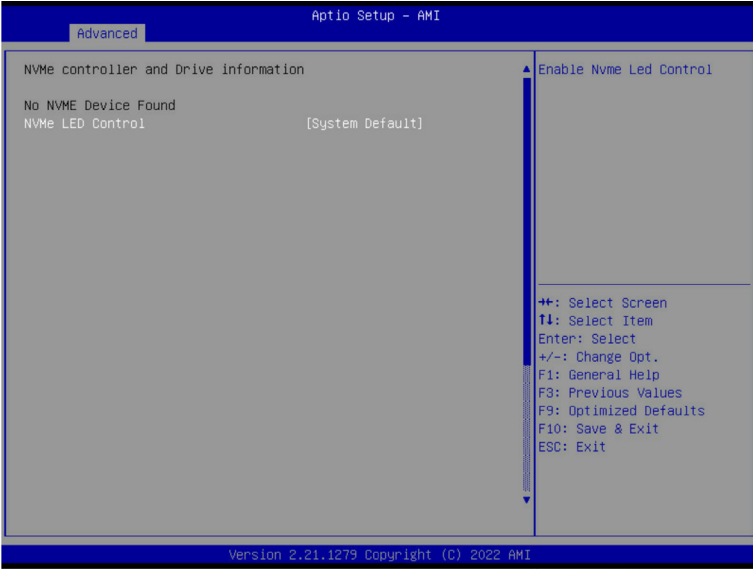 Aptio Setup – AMI
Advanced
NVMe controller and Drive information
No NVME Device Found
NVMe LED Control [System Default]
Enable Nvme Led Control
→←: Select Screen
↑↓: Select Item
Enter: Select
+/-: Change Opt.
F1: General Help
F3: Previous Values
F9: Optimized Defaults
F10: Save & Exit
ESC: Exit
Version 2.21.1279 Copyright (C) 2022 AMI